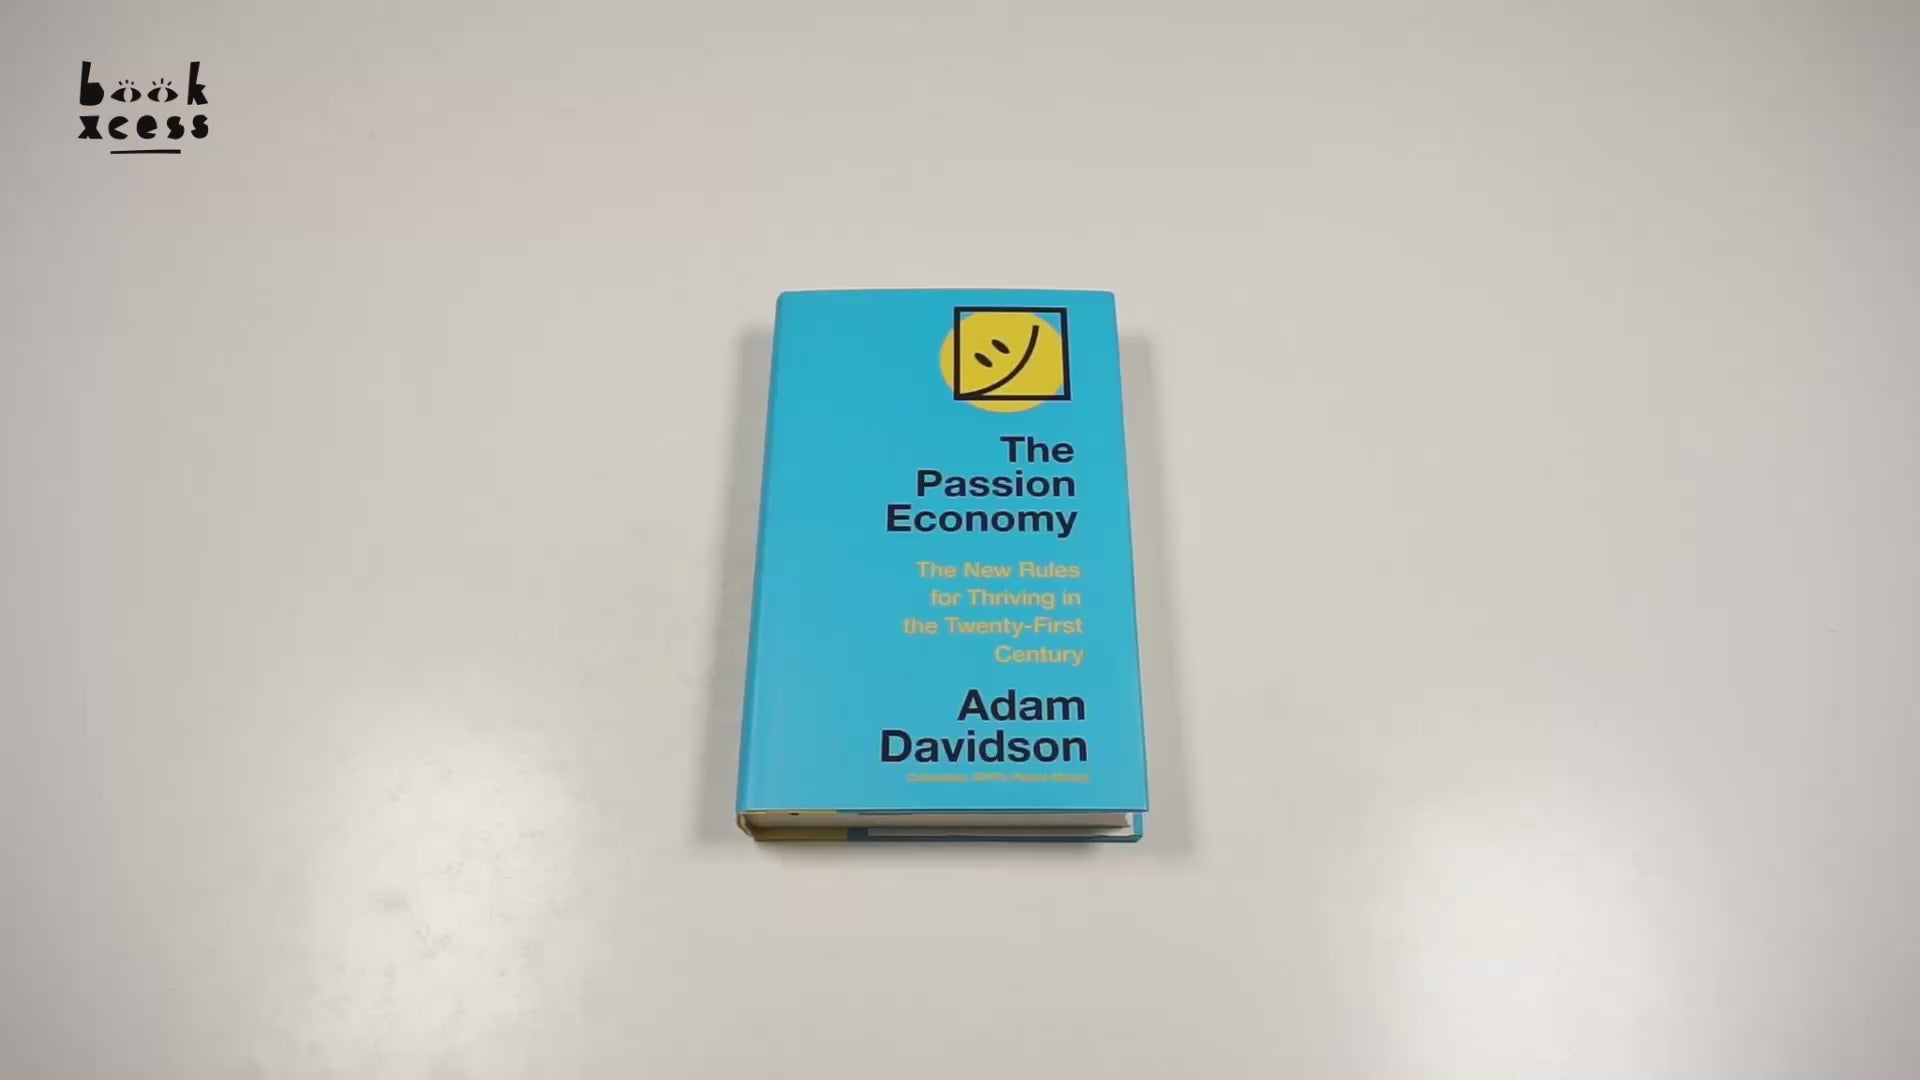 book
xcess
The
Passion
Economy
The New Rules
for Thriving in
the Twenty-First
Century
Adam
Davidson